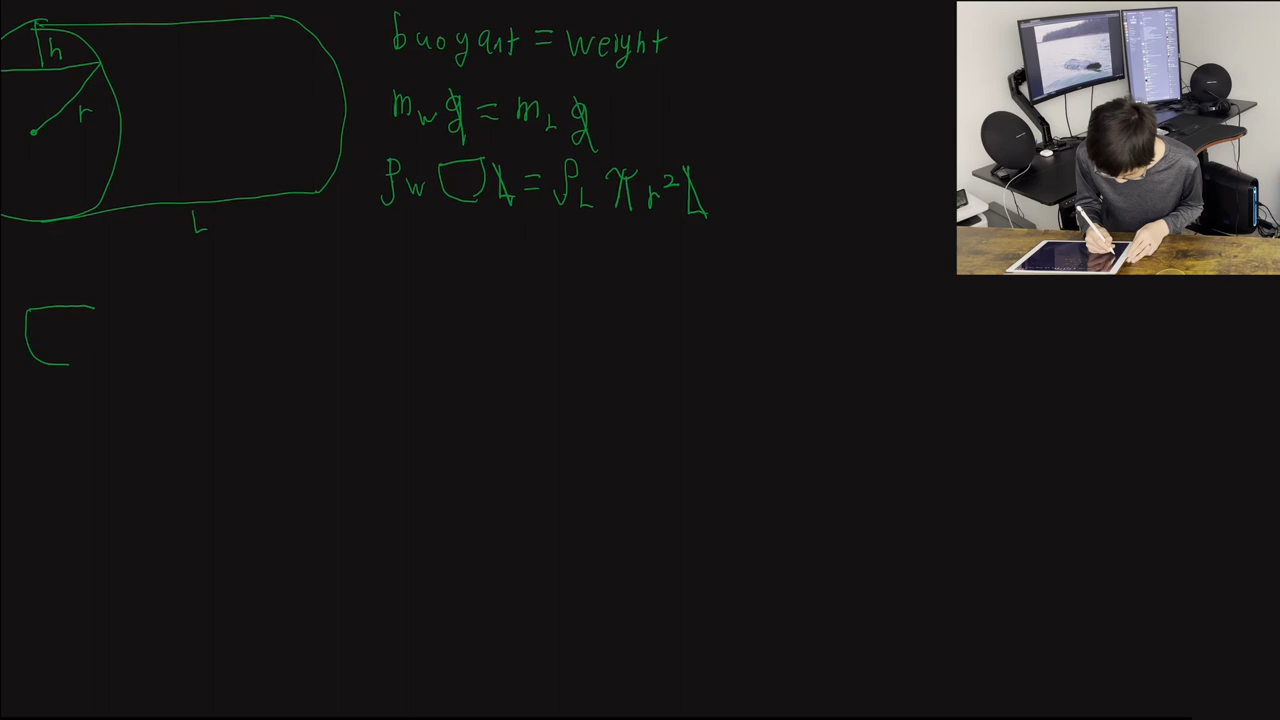 h
r
L
buoyant = weight
m_w g = m_L g
ρ_w L = ρ_L π r² L